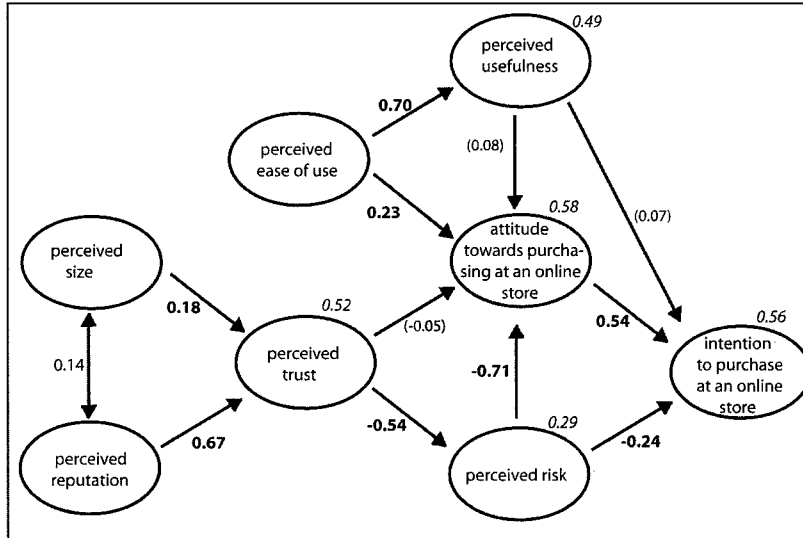 0.49
perceived
usefulness
0.70
perceived
ease of use
(0.08)
0.23
(0.07)
0.58
attitude
towards purcha-
sing at an online
store
perceived
size
0.18
0.52
(-0.05)
0.54
0.56
intention
to purchase
at an online
store
perceived
trust
0.14
-0.71
0.67
-0.54
0.29
-0.24
perceived
reputation
perceived risk